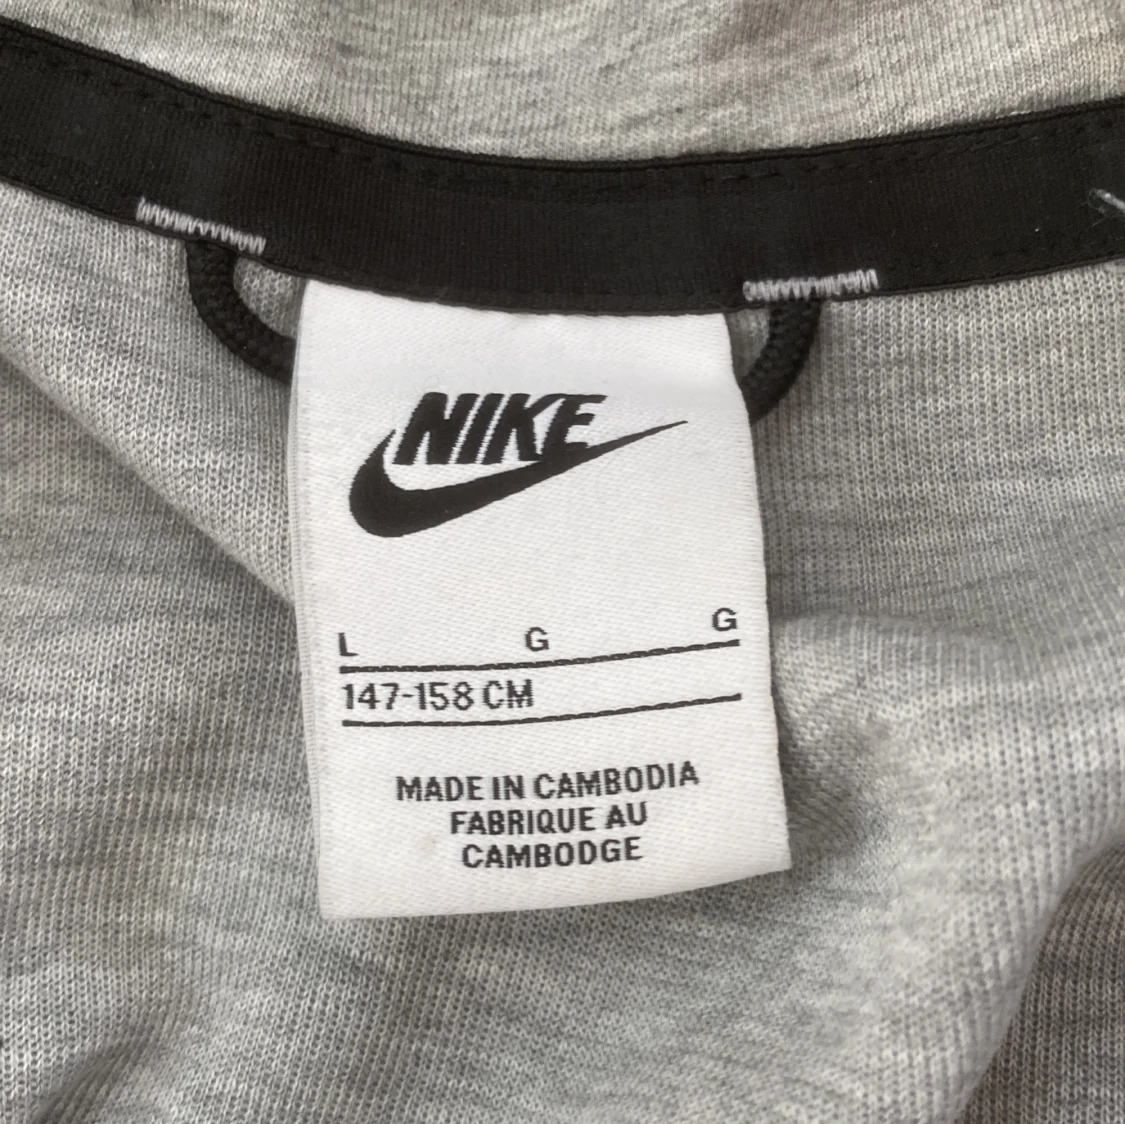 NIKE
L G G
147-158 CM
MADE IN CAMBODIA
FABRIQUE AU
CAMBODGE